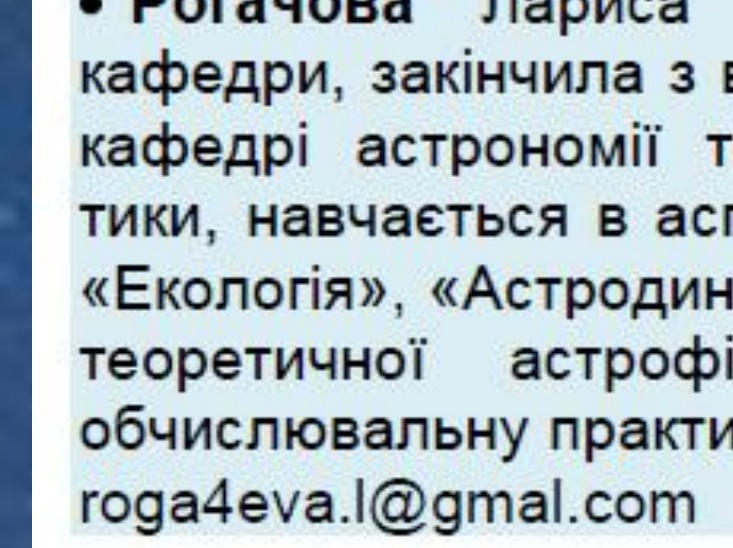 • Рогачова Лариса
кафедри, закінчила з
кафедрі астрономії
тики, навчається в
«Екологія»,
теоретичної
обчислювальну
roga4eva.l@gmal.com